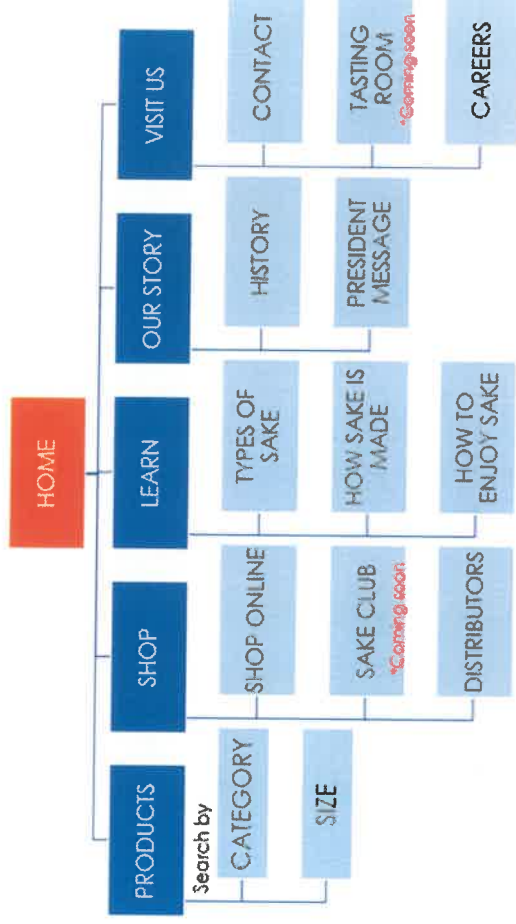 HOME
PRODUCTS
Search by
CATEGORY
SIZE
SHOP
SHOP ONLINE
SAKE CLUB
*Coming soon
DISTRIBUTORS
LEARN
TYPES OF
SAKE
HOW SAKE IS
MADE
HOW TO
ENJOY SAKE
OUR STORY
HISTORY
PRESIDENT
MESSAGE
VISIT US
CONTACT
TASTING
ROOM
*Coming soon
CAREERS